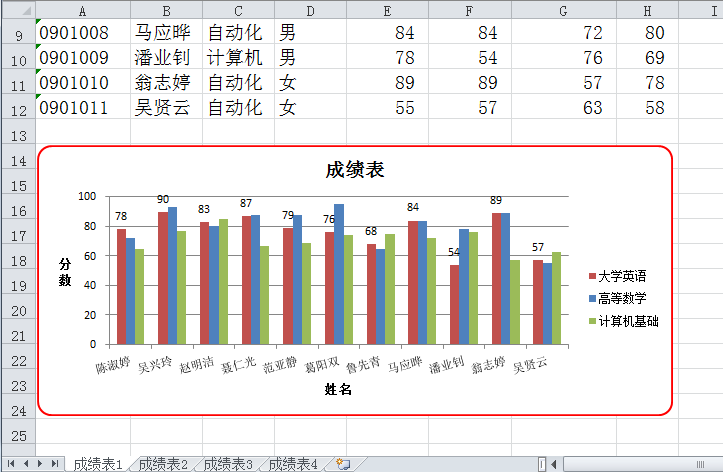 A B C D E F G H I
9 0901008 马应晔 自动化 男 84 84 72 80
10 0901009 潘业钊 计算机 男 78 54 76 69
11 0901010 翁志婷 自动化 女 89 89 57 78
12 0901011 吴贤云 自动化 女 55 57 63 58
13
14
15
16
17
18
19
20
21
22
23
24
25
成绩表
100
80
60
40
20
0
分数
78 90 83 87 79 76 68 84 54 89 57
陈淑婷 吴兴玲 赵明洁 聂仁光 范亚静 葛阳双 鲁先青 马应晔 潘业钊 翁志婷 吴贤云
姓名
大学英语
高等数学
计算机基础
成绩表1 成绩表2 成绩表3 成绩表4